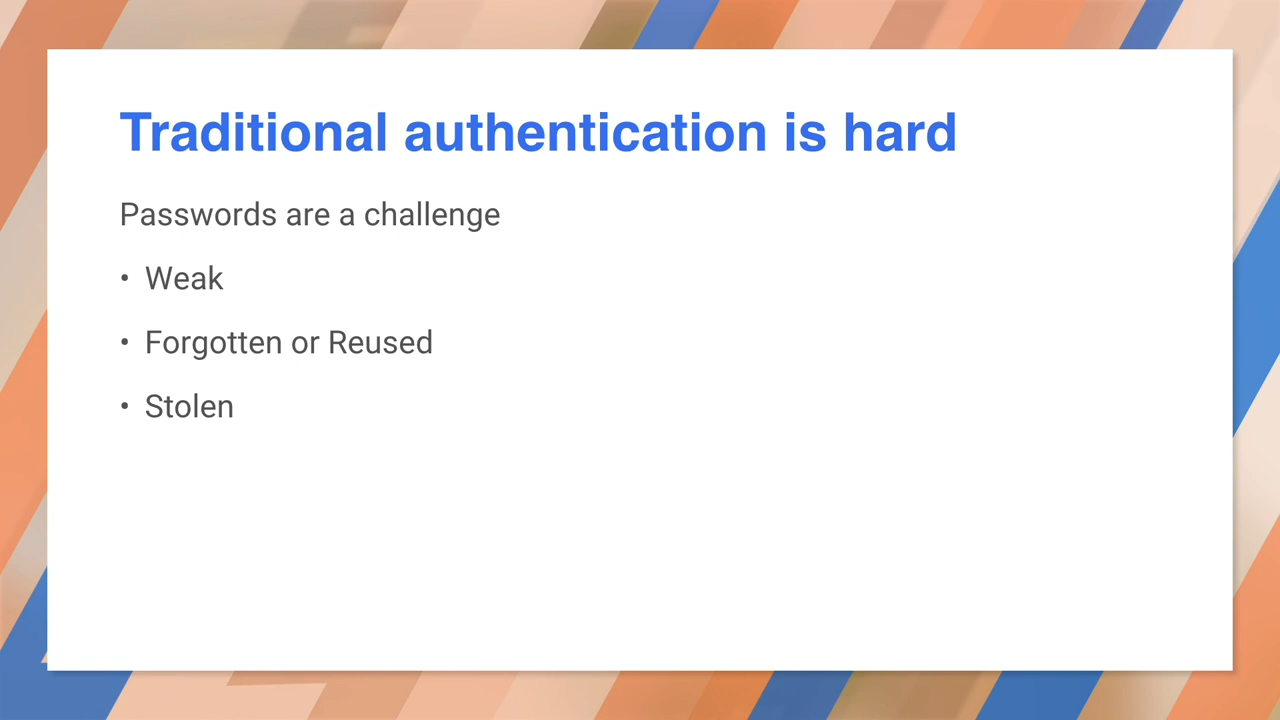 Traditional authentication is hard
Passwords are a challenge
• Weak
• Forgotten or Reused
• Stolen